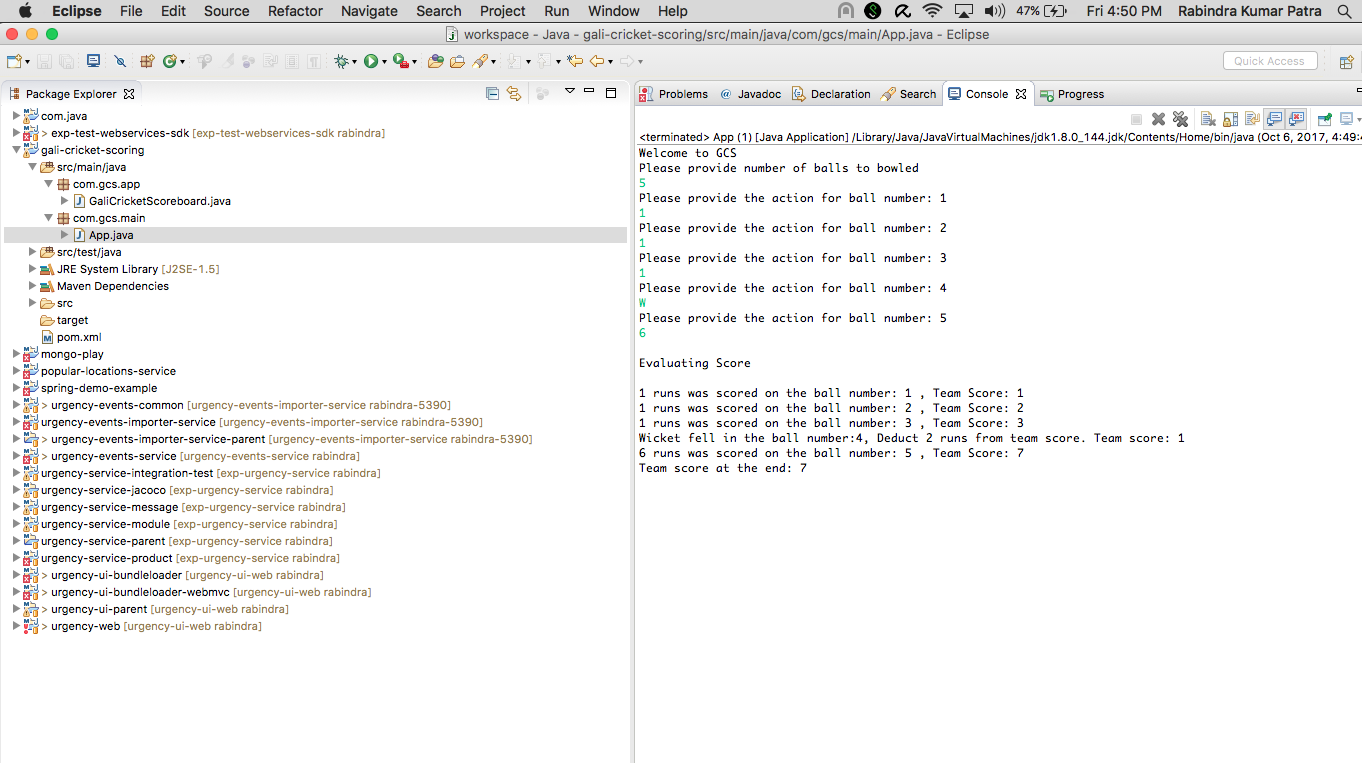 Eclipse File Edit Source Refactor Navigate Search Project Run Window Help 47% Fri 4:50 PM Rabindra Kumar Patra
workspace - Java - gali-cricket-scoring/src/main/java/com/gcs/main/App.java - Eclipse
Quick Access
Package Explorer
com.java
> exp-test-webservices-sdk [exp-test-webservices-sdk rabindra]
gali-cricket-scoring
src/main/java
com.gcs.app
GaliCricketScoreboard.java
com.gcs.main
App.java
src/test/java
JRE System Library [J2SE-1.5]
Maven Dependencies
src
target
pom.xml
mongo-play
popular-locations-service
spring-demo-example
> urgency-events-common [urgency-events-importer-service rabindra-5390]
urgency-events-importer-service [urgency-events-importer-service rabindra-5390]
> urgency-events-importer-service-parent [urgency-events-importer-service rabindra-5390]
> urgency-events-service [urgency-events-service rabindra]
urgency-service-integration-test [exp-urgency-service rabindra]
urgency-service-jacoco [exp-urgency-service rabindra]
urgency-service-message [exp-urgency-service rabindra]
urgency-service-module [exp-urgency-service rabindra]
urgency-service-parent [exp-urgency-service rabindra]
urgency-service-product [exp-urgency-service rabindra]
> urgency-ui-bundleloader [urgency-ui-web rabindra]
> urgency-ui-bundleloader-webmvc [urgency-ui-web rabindra]
> urgency-ui-parent [urgency-ui-web rabindra]
> urgency-web [urgency-ui-web rabindra]
Problems @ Javadoc Declaration Search Console Progress
<terminated> App (1) [Java Application] /Library/Java/JavaVirtualMachines/jdk1.8.0_144.jdk/Contents/Home/bin/java (Oct 6, 2017, 4:49:
Welcome to GCS
Please provide number of balls to bowled
5
Please provide the action for ball number: 1
1
Please provide the action for ball number: 2
1
Please provide the action for ball number: 3
1
Please provide the action for ball number: 4
W
Please provide the action for ball number: 5
6
Evaluating Score
1 runs was scored on the ball number: 1 , Team Score: 1
1 runs was scored on the ball number: 2 , Team Score: 2
1 runs was scored on the ball number: 3 , Team Score: 3
Wicket fell in the ball number:4, Deduct 2 runs from team score. Team score: 1
6 runs was scored on the ball number: 5 , Team Score: 7
Team score at the end: 7